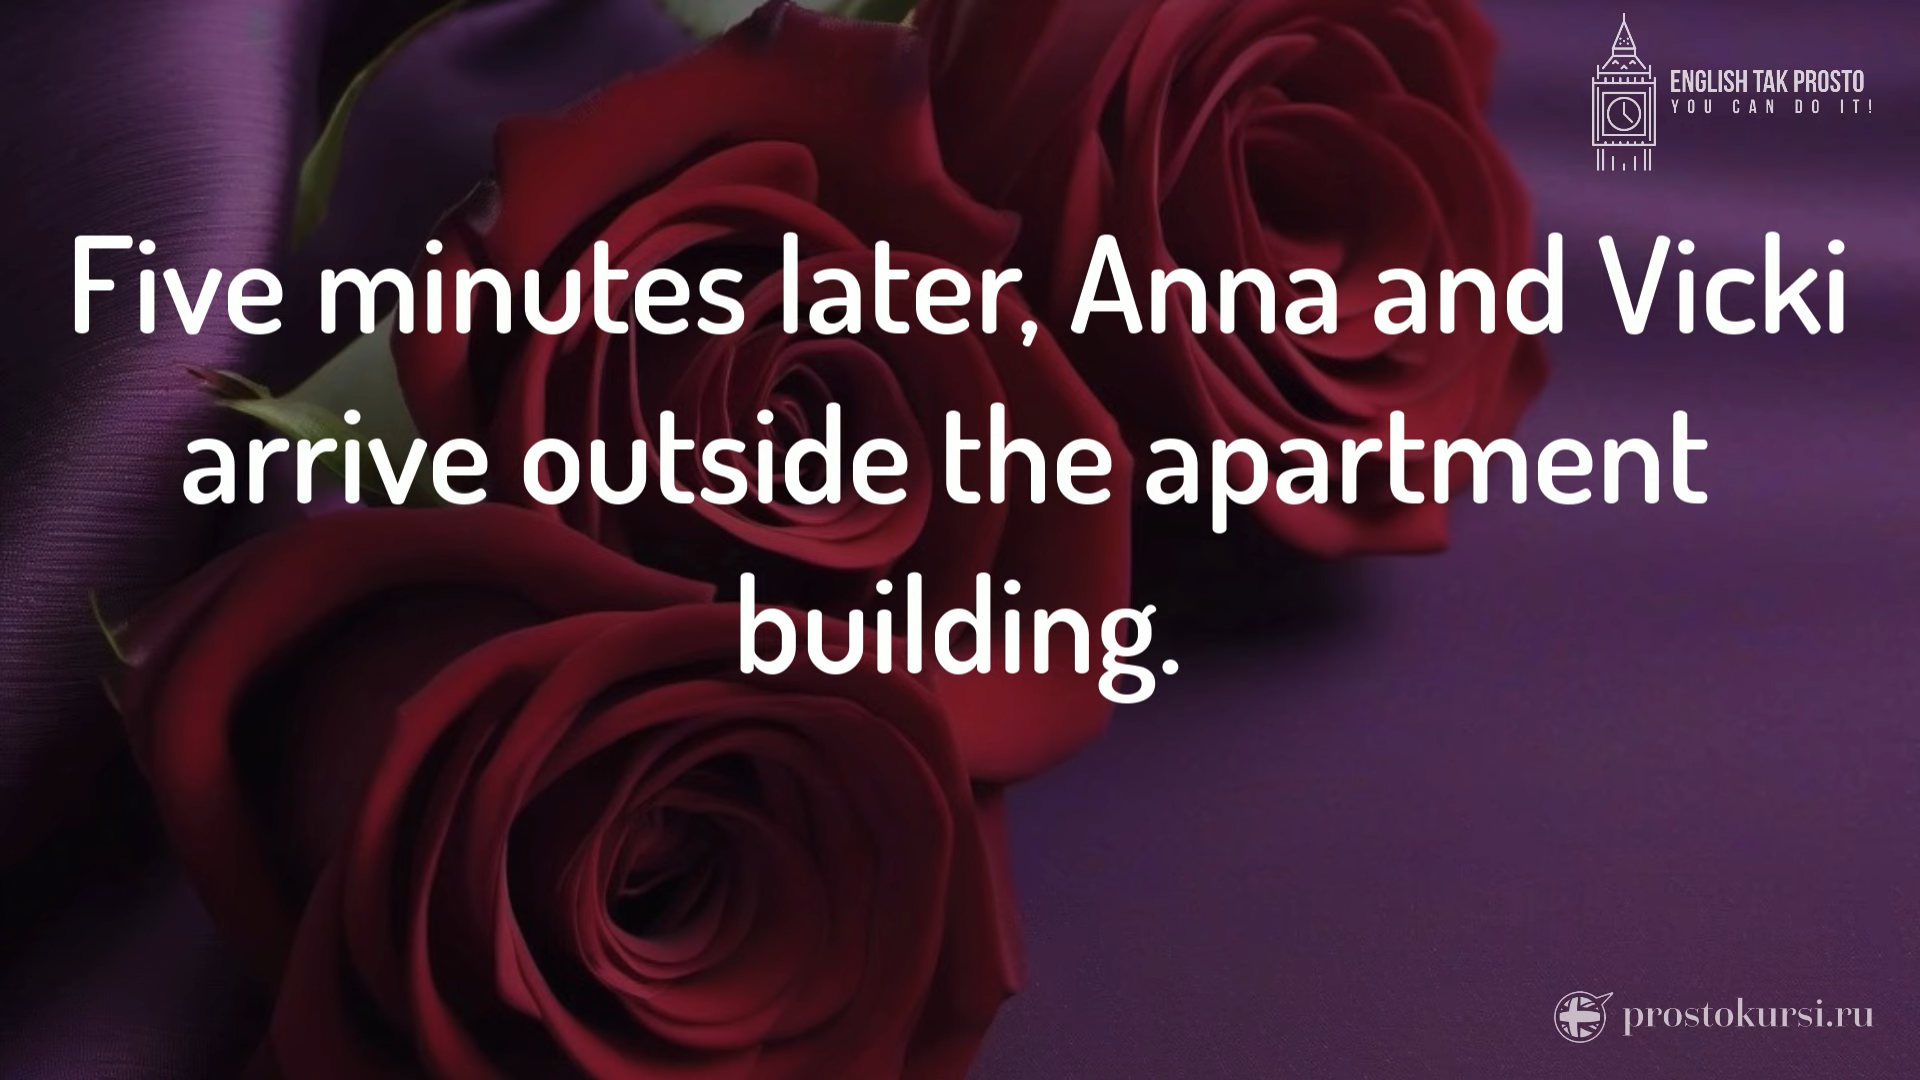 ENGLISH TAK PROSTO
YOU CAN DO IT!
Five minutes later, Anna and Vicki
arrive outside the apartment
building.
prostokursi.ru